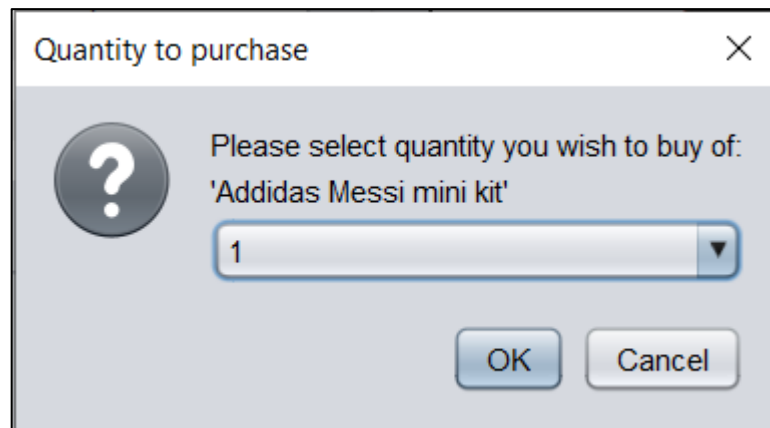 Quantity to purchase
Please select quantity you wish to buy of:
'Addidas Messi mini kit'
1
OK Cancel